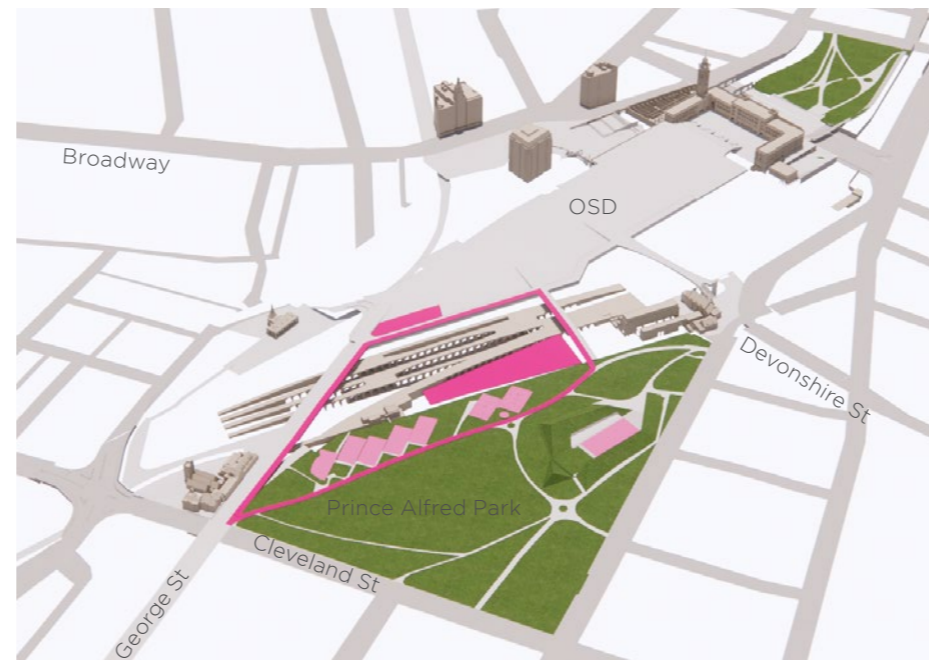 Broadway
OSD
Devonshire St
Prince Alfred Park
Cleveland St
George St